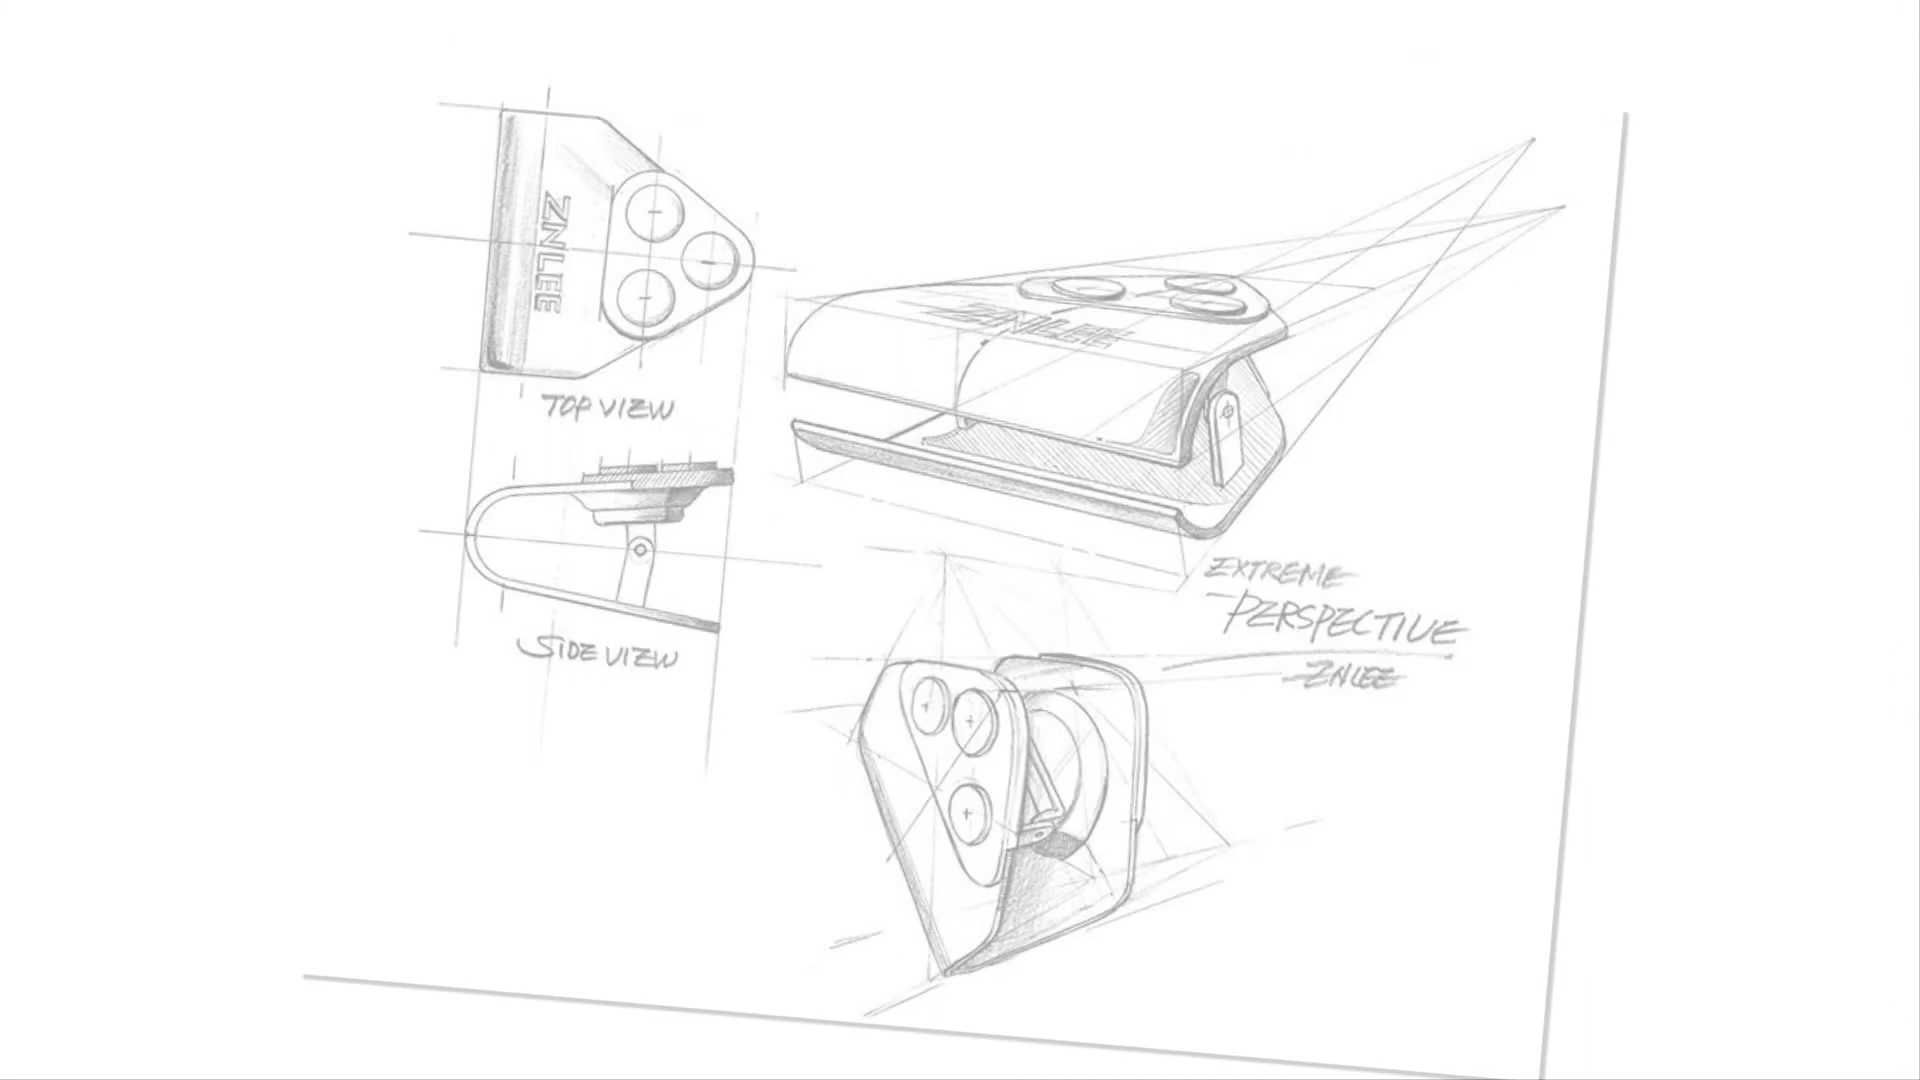 ZNLEE
TOP VIEW
SIDE VIEW
ZNLEE
EXTREME
PERSPECTIVE
ZNLEE